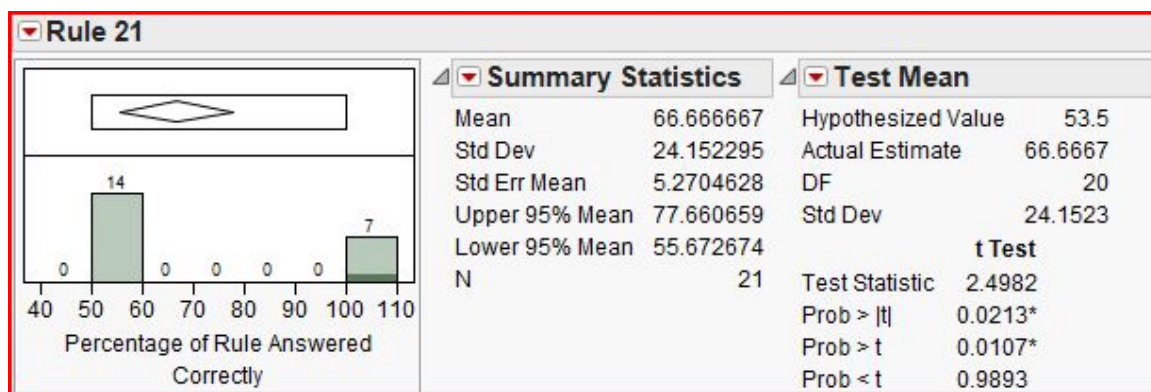 Rule 21
14
7
0
0
0
0
0
40 50 60 70 80 90 100 110
Percentage of Rule Answered
Correctly
Summary Statistics
Mean 66.666667
Std Dev 24.152295
Std Err Mean 5.2704628
Upper 95% Mean 77.660659
Lower 95% Mean 55.672674
N 21
Test Mean
Hypothesized Value 53.5
Actual Estimate 66.6667
DF 20
Std Dev 24.1523
t Test
Test Statistic 2.4982
Prob > |t| 0.0213*
Prob > t 0.0107*
Prob < t 0.9893